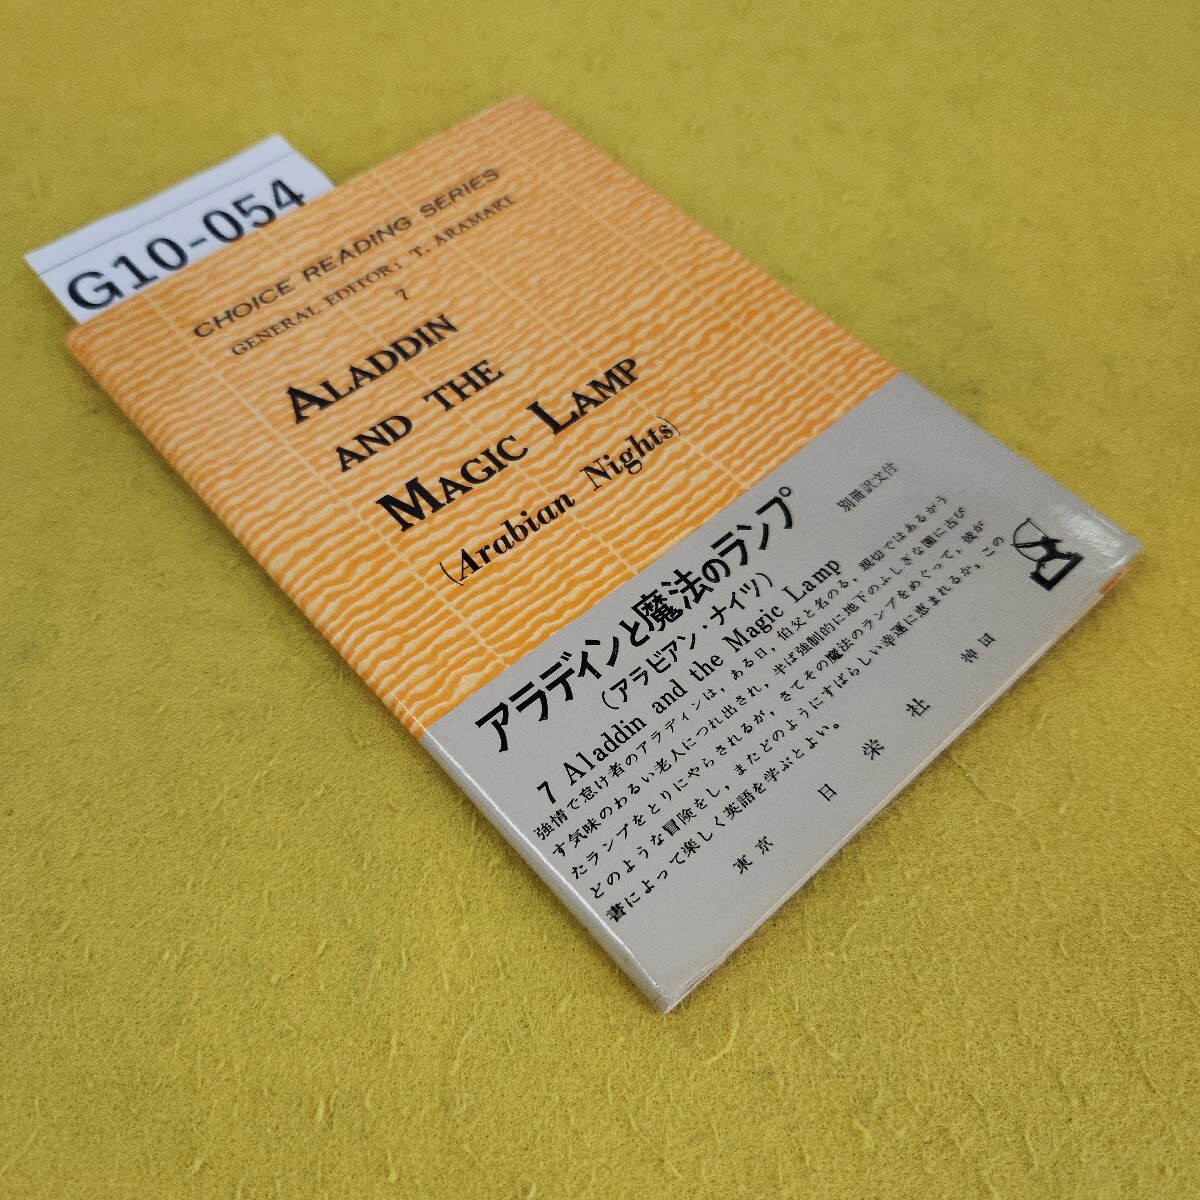 G10-054
CHOICE READING SERIES
GENERAL EDITOR: T. ARAMAKI
7
ALADDIN
AND THE
MAGIC LAMP
(Arabian Nights)
別冊訳文付
アラディンと魔法のランプ
(アラビアン・ナイツ)
7 Aladdin and the Magic Lamp
強情で怠け者のアラディンは，ある日，伯父と名のる，親切ではあるがう
す気味のわるい老人につれ出され，半ば強制的に地下のふしぎな園に古び
たランプをとりにやらされるが，さてその魔法のランプをめぐって，彼が
どのような冒険をし，またどのようにすばらしい幸運に恵まれるか，この
書によって楽しく英語を学ぶとよい。
東京 日栄社 神田